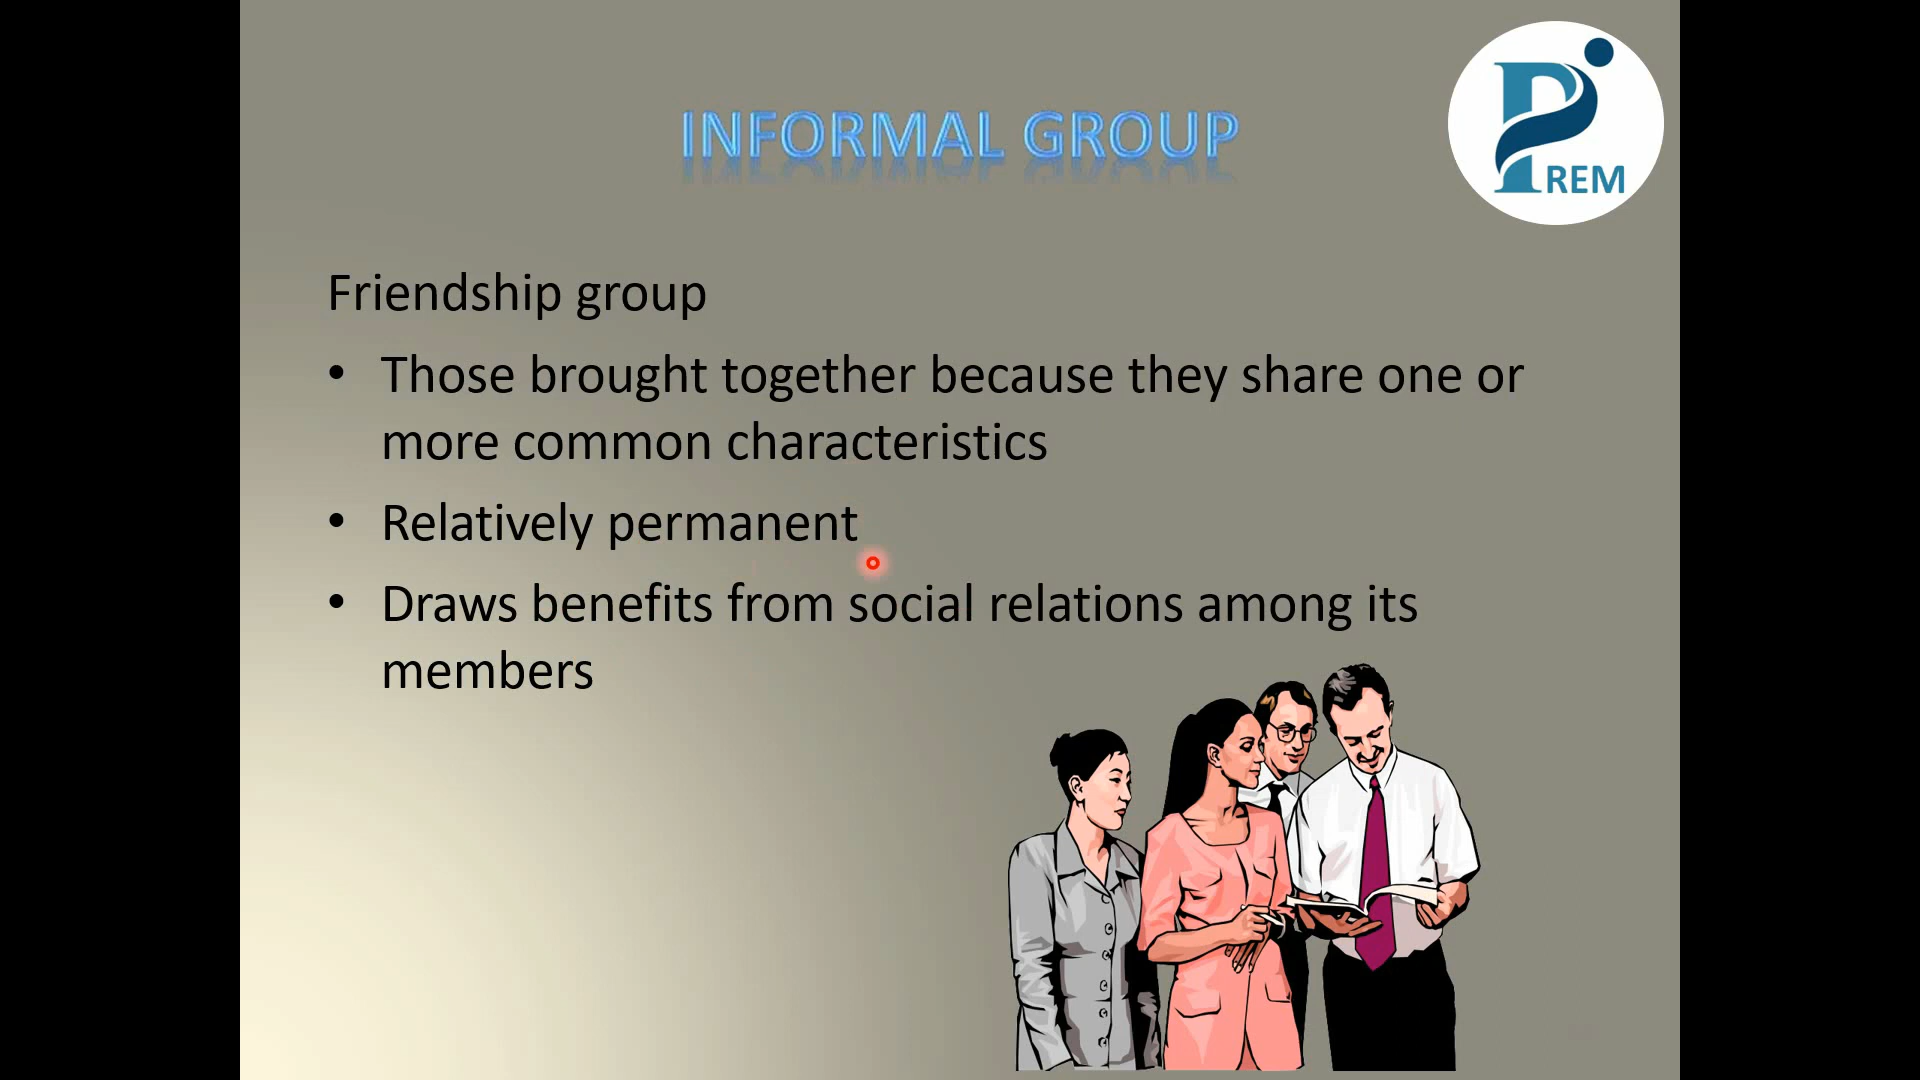 INFORMAL GROUP
PREM
Friendship group
• Those brought together because they share one or
more common characteristics
• Relatively permanent
• Draws benefits from social relations among its
members